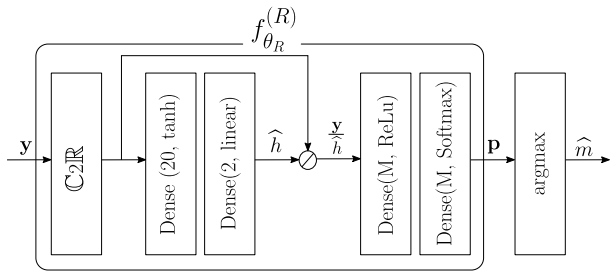 f_{θ_R}^{(R)}
y
ℂ2ℝ
Dense (20, tanh)
Dense(2, linear)
ĥ
y/ĥ
Dense(M, ReLu)
Dense(M, Softmax)
p
argmax
m̂